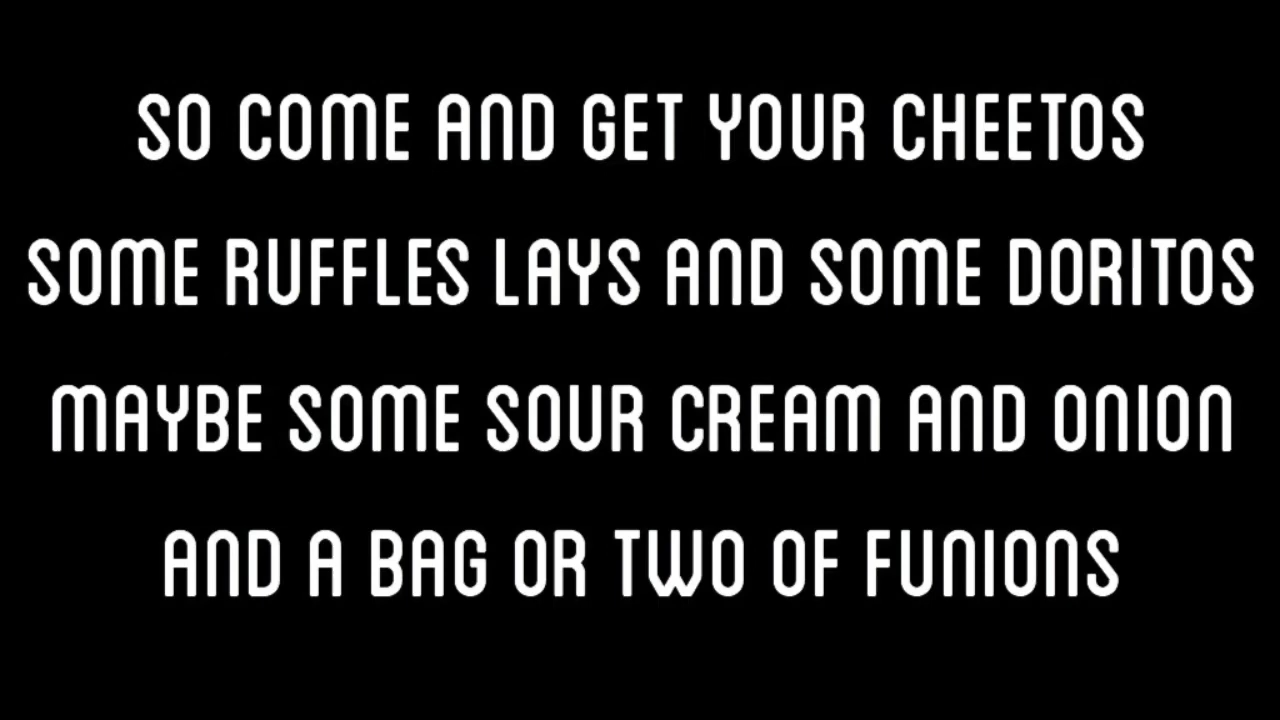 SO COME AND GET YOUR CHEETOS
SOME RUFFLES LAYS AND SOME DORITOS
MAYBE SOME SOUR CREAM AND ONION
AND A BAG OR TWO OF FUNIONS